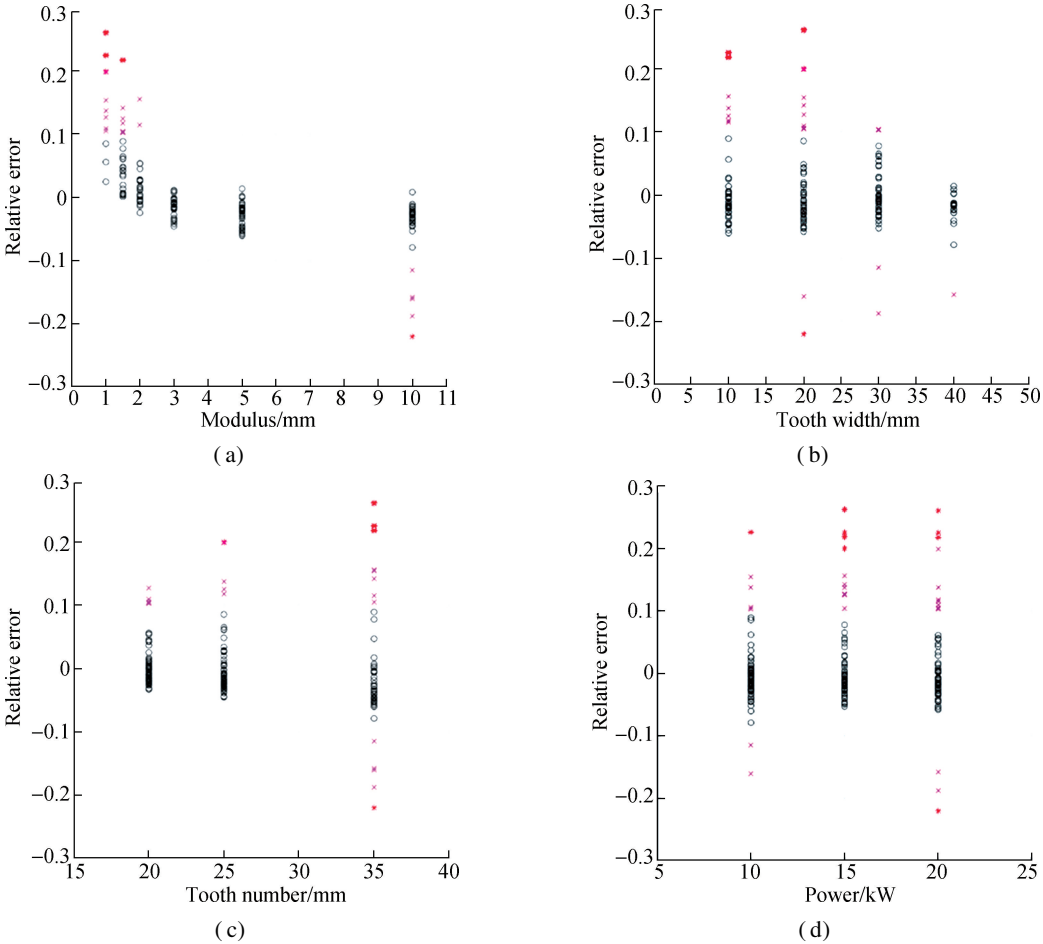 0.3
0.2
0.1
0
−0.1
−0.2
−0.3
Relative error
0 1 2 3 4 5 6 7 8 9 10 11
Modulus/mm
(a)
0.3
0.2
0.1
0
−0.1
−0.2
−0.3
Relative error
0 5 10 15 20 25 30 35 40 45 50
Tooth width/mm
(b)
0.3
0.2
0.1
0
−0.1
−0.2
−0.3
Relative error
15 20 25 30 35 40
Tooth number/mm
(c)
0.3
0.2
0.1
0
−0.1
−0.2
−0.3
Relative error
5 10 15 20 25
Power/kW
(d)